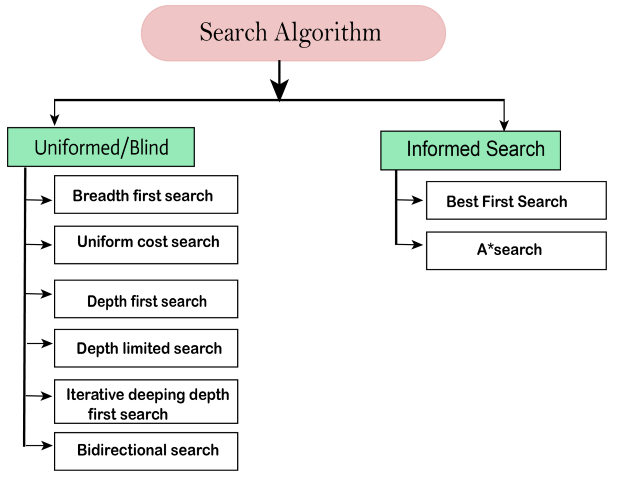 Search Algorithm
Uniformed/Blind
Breadth first search
Uniform cost search
Depth first search
Depth limited search
Iterative deeping depth
first search
Bidirectional search
Informed Search
Best First Search
A*search